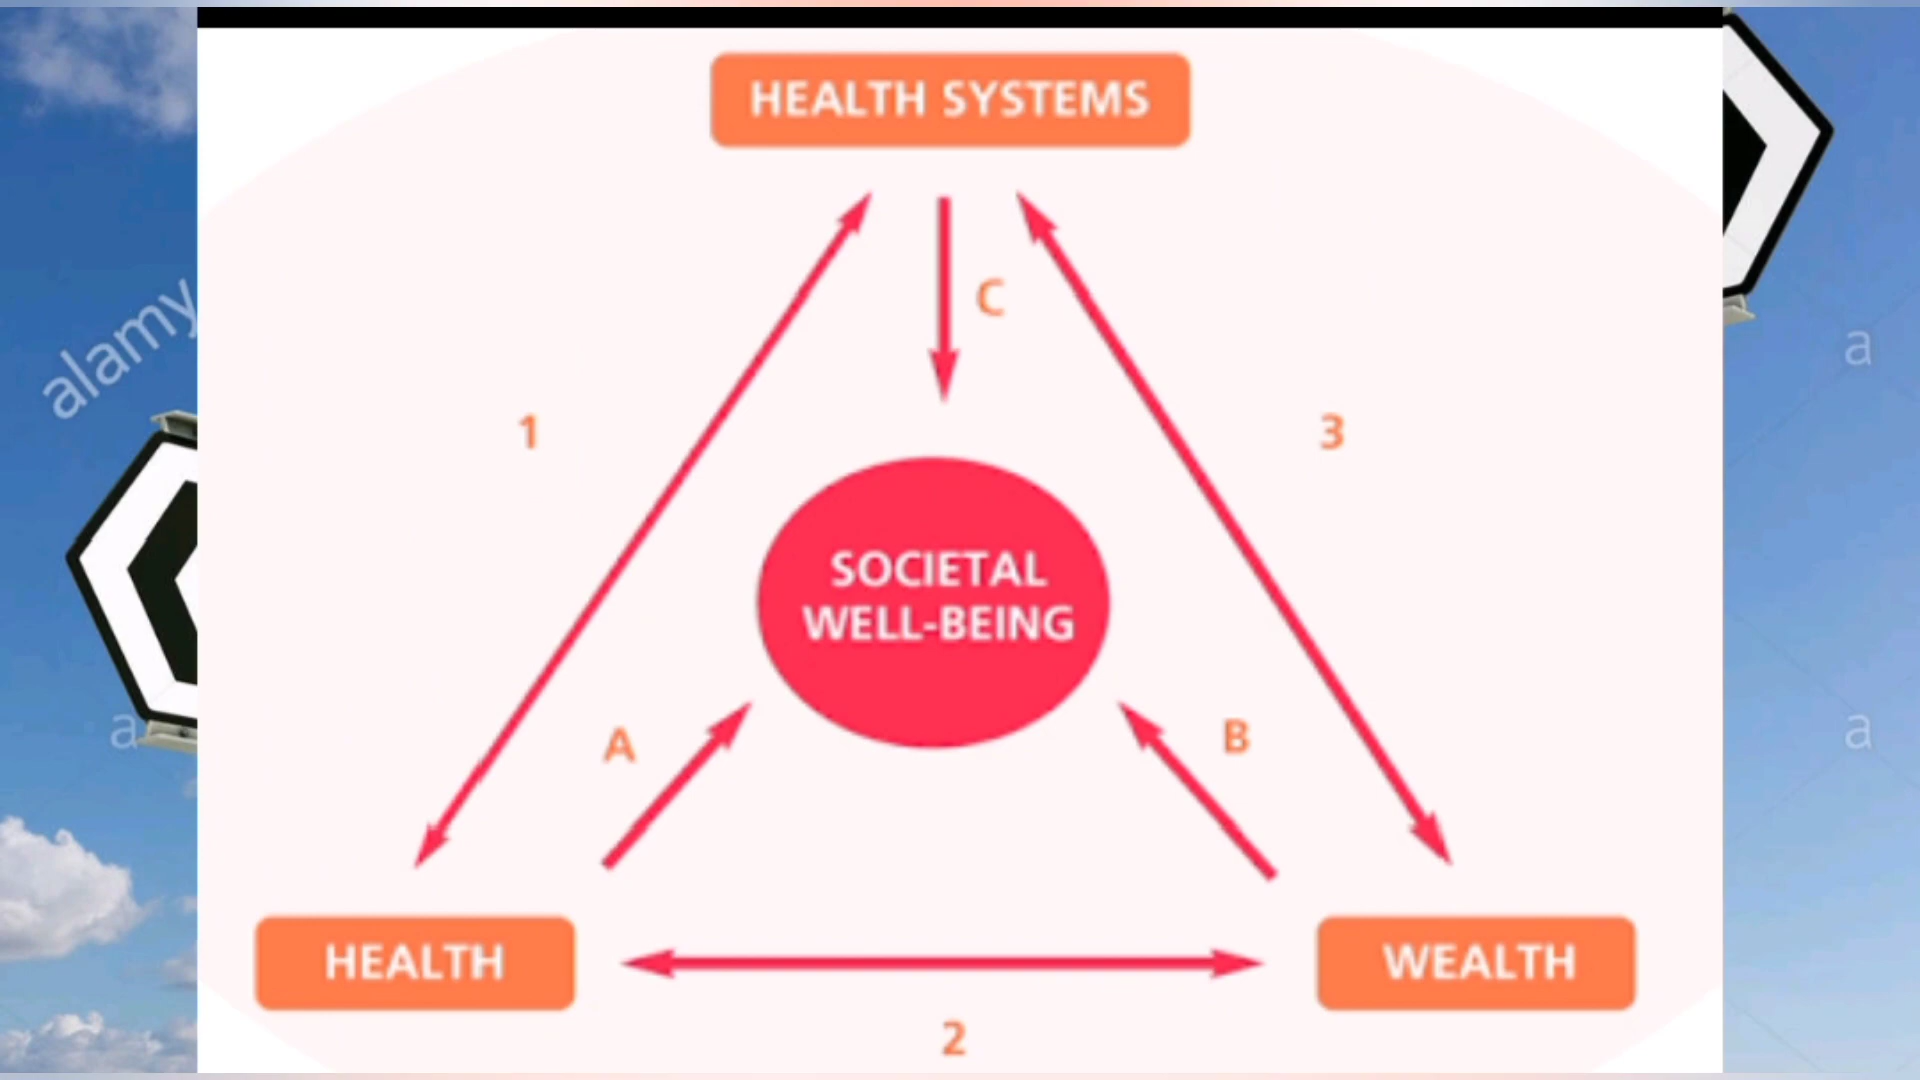 HEALTH SYSTEMS
C
1
3
SOCIETAL
WELL-BEING
A
B
HEALTH
WEALTH
2
alamy
a
a
a